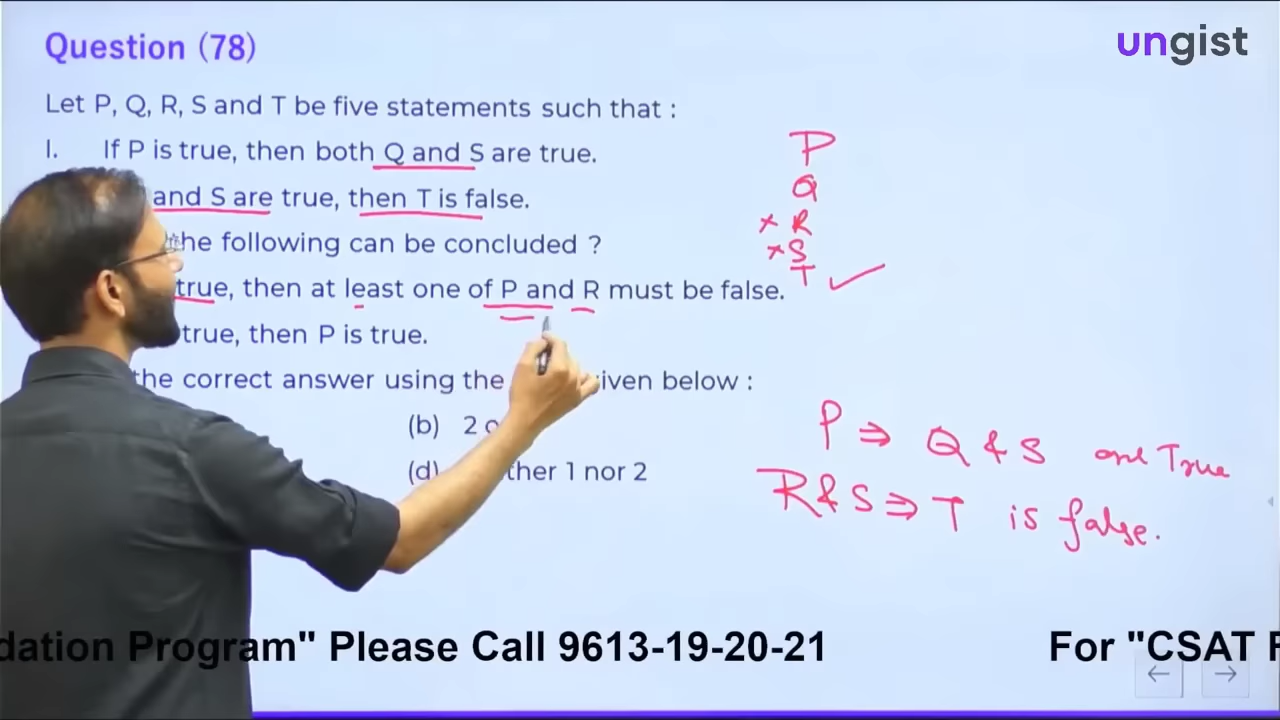 Question (78)
ungist
Let P, Q, R, S and T be five statements such that :
I. If P is true, then both Q and S are true.
and S are true, then T is false.
the following can be concluded ?
true, then at least one of P and R must be false.
true, then P is true.
the correct answer using the given below :
(b) 2
(d) 1 nor 2
P
Q
× R
× S
T ✓
P ⇒ Q & S are True
R & S ⇒ T is false.
dation Program" Please Call 9613-19-20-21
For "CSAT F